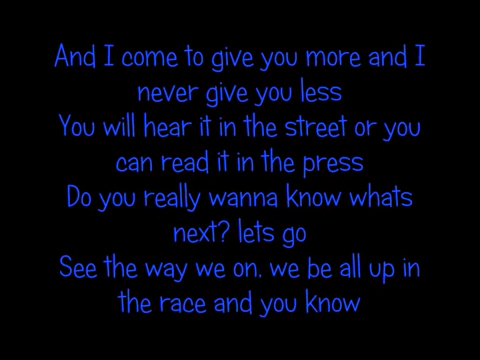 And I come to give you more and I
never give you less
You will hear it in the street or you
can read it in the press
Do you really wanna know whats
next? lets go
See the way we on, we be all up in
the race and you know